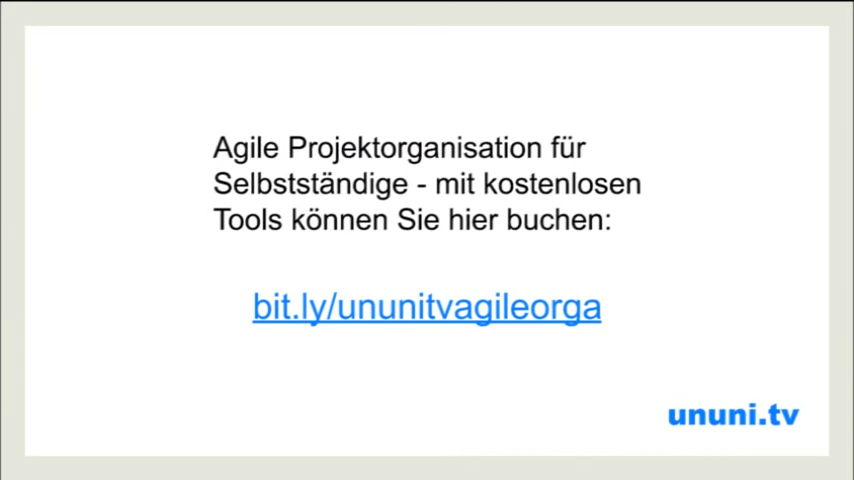 Agile Projektorganisation für
Selbstständige - mit kostenlosen
Tools können Sie hier buchen:
bit.ly/ununitvagileorga
ununi.tv